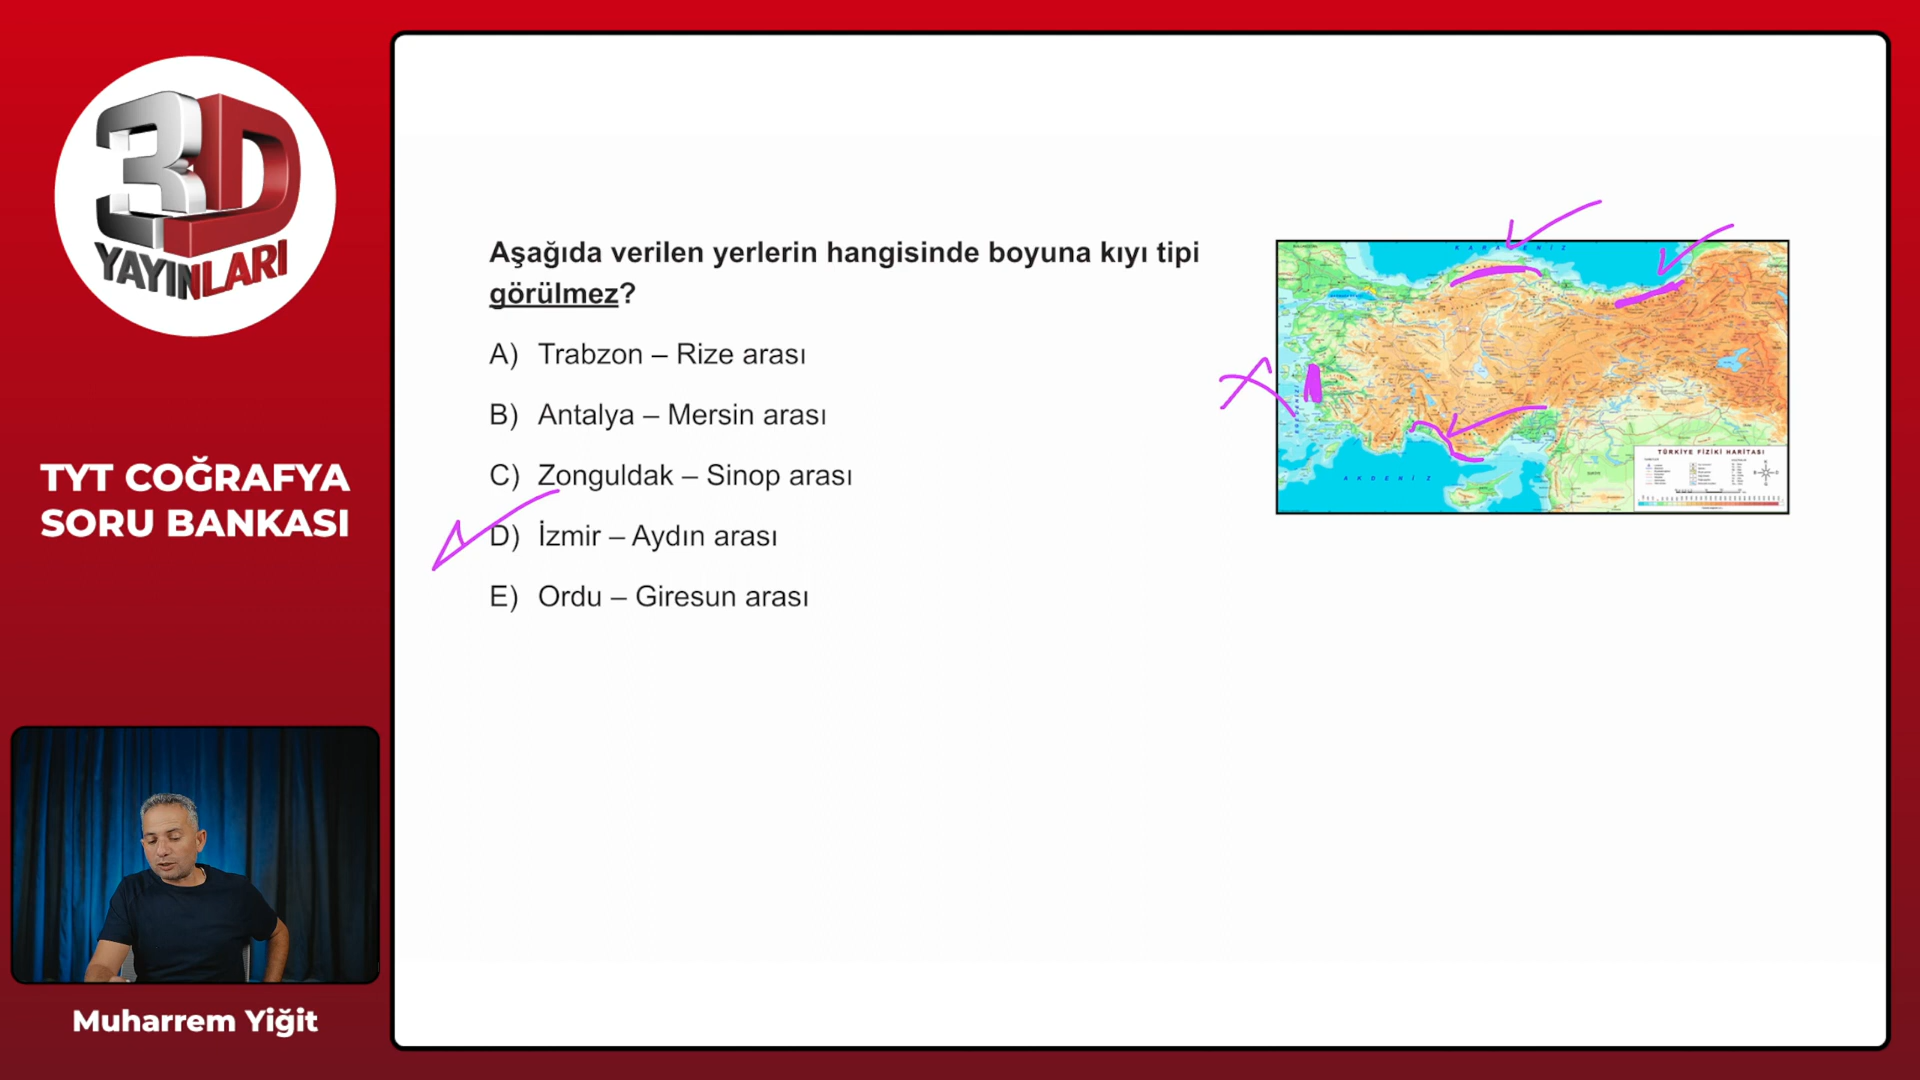 3D
YAYINLARI
TYT COĞRAFYA
SORU BANKASI
Muharrem Yiğit
Aşağıda verilen yerlerin hangisinde boyuna kıyı tipi
görülmez?
A) Trabzon – Rize arası
B) Antalya – Mersin arası
C) Zonguldak – Sinop arası
D) İzmir – Aydın arası
E) Ordu – Giresun arası
KARADENİZ
AKDENİZ
TÜRKİYE FİZİKİ HARİTASI